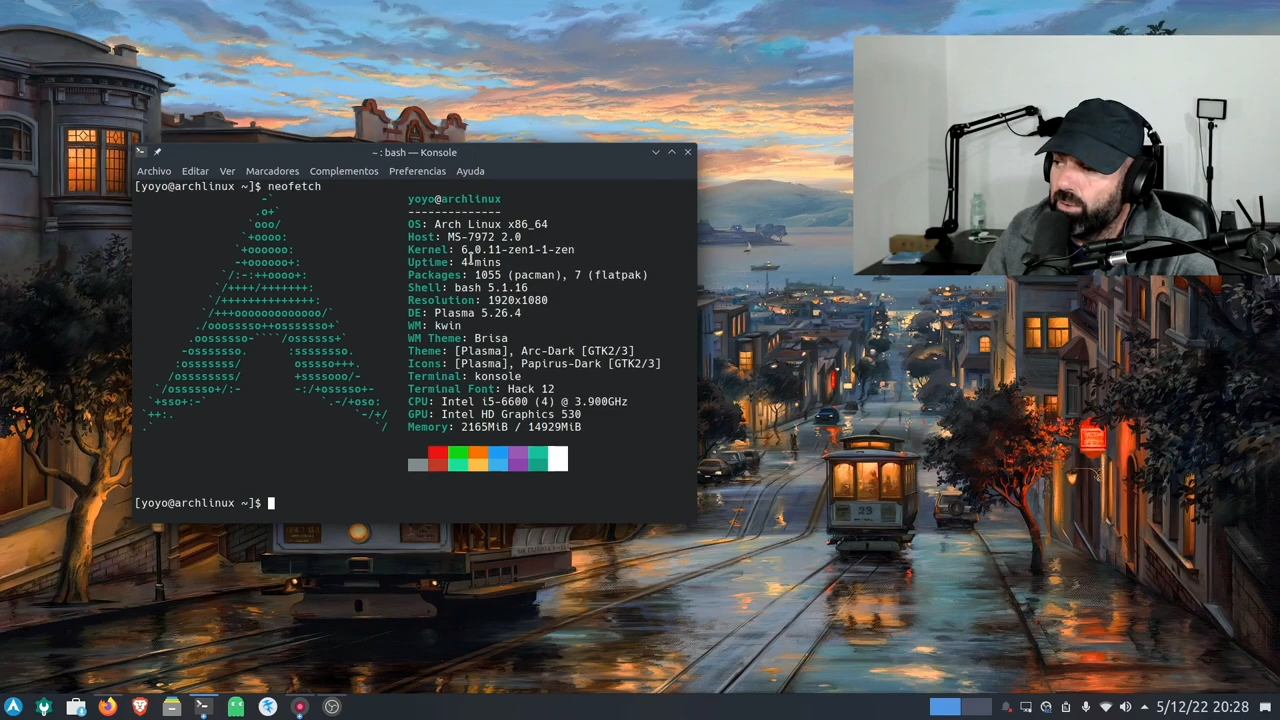 ~ : bash — Konsole
Archivo Editar Ver Marcadores Complementos Preferencias Ayuda
[yoyo@archlinux ~]$ neofetch
yoyo@archlinux
--------------
OS: Arch Linux x86_64
Host: MS-7972 2.0
Kernel: 6.0.11-zen1-1-zen
Uptime: 44 mins
Packages: 1055 (pacman), 7 (flatpak)
Shell: bash 5.1.16
Resolution: 1920x1080
DE: Plasma 5.26.4
WM: kwin
WM Theme: Brisa
Theme: [Plasma], Arc-Dark [GTK2/3]
Icons: [Plasma], Papirus-Dark [GTK2/3]
Terminal: konsole
Terminal Font: Hack 12
CPU: Intel i5-6600 (4) @ 3.900GHz
GPU: Intel HD Graphics 530
Memory: 2165MiB / 14929MiB
[yoyo@archlinux ~]$
23
5/12/22 20:28